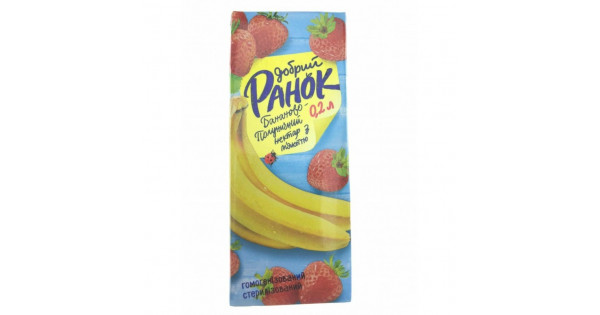 добрий
Ранок
Бананово-
0,2 л
Полуничний
нектар з
м'якоттю
гомогенізований
стерилізований